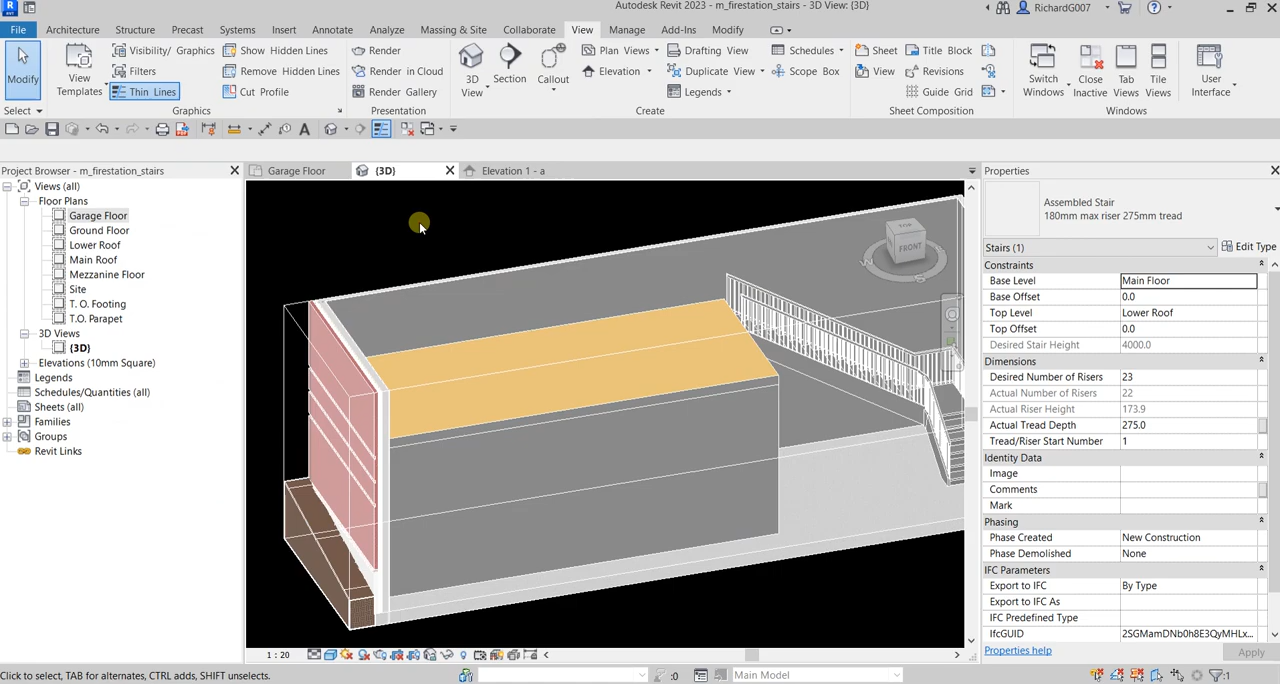 Autodesk Revit 2023 - m_firestation_stairs - 3D View: {3D}
RichardG007
File Architecture Structure Precast Systems Insert Annotate Analyze Massing & Site Collaborate View Manage Add-Ins Modify
Modify
Select
View Templates
Visibility/ Graphics
Filters
Thin Lines
Show Hidden Lines
Remove Hidden Lines
Cut Profile
Graphics
Render
Render in Cloud
Render Gallery
Presentation
3D View
Section
Callout
Plan Views
Elevation
Drafting View
Duplicate View
Legends
Schedules
Scope Box
Create
Sheet
View
Title Block
Revisions
Guide Grid
Sheet Composition
Switch Windows
Close Inactive
Tab Views
Tile Views
Windows
User Interface
Project Browser - m_firestation_stairs
Views (all)
Floor Plans
Garage Floor
Ground Floor
Lower Roof
Main Roof
Mezzanine Floor
Site
T. O. Footing
T.O. Parapet
3D Views
{3D}
Elevations (10mm Square)
Legends
Schedules/Quantities (all)
Sheets (all)
Families
Groups
Revit Links
Garage Floor
{3D}
Elevation 1 - a
TOP
FRONT
W
S
Properties
Assembled Stair
180mm max riser 275mm tread
Stairs (1)
Edit Type
Constraints
Base Level Main Floor
Base Offset 0.0
Top Level Lower Roof
Top Offset 0.0
Desired Stair Height 4000.0
Dimensions
Desired Number of Risers 23
Actual Number of Risers 22
Actual Riser Height 173.9
Actual Tread Depth 275.0
Tread/Riser Start Number 1
Identity Data
Image
Comments
Mark
Phasing
Phase Created New Construction
Phase Demolished None
IFC Parameters
Export to IFC By Type
Export to IFC As
IFC Predefined Type
IfcGUID 2SGMamDNb0h8E3QyMHLx...
Properties help
Apply
1 : 20
Click to select, TAB for alternates, CTRL adds, SHIFT unselects.
:0
Main Model
:1